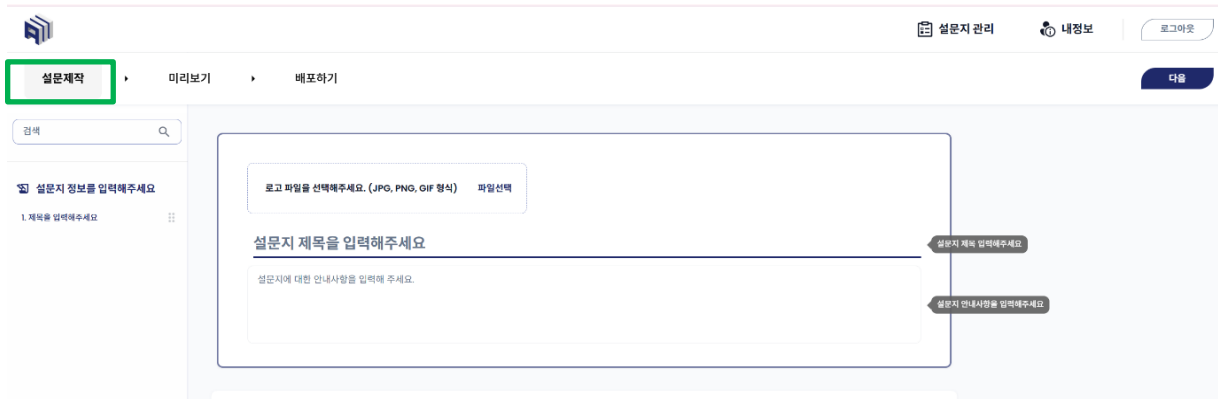 설문지 관리
내정보
로그아웃
설문제작
미리보기
배포하기
다음
검색
설문지 정보를 입력해주세요
1. 제목을 입력해주세요
로고 파일을 선택해주세요. (JPG, PNG, GIF 형식) 파일선택
설문지 제목을 입력해주세요
설문지 제목 입력해주세요
설문지에 대한 안내사항을 입력해 주세요.
설문지 안내사항을 입력해주세요